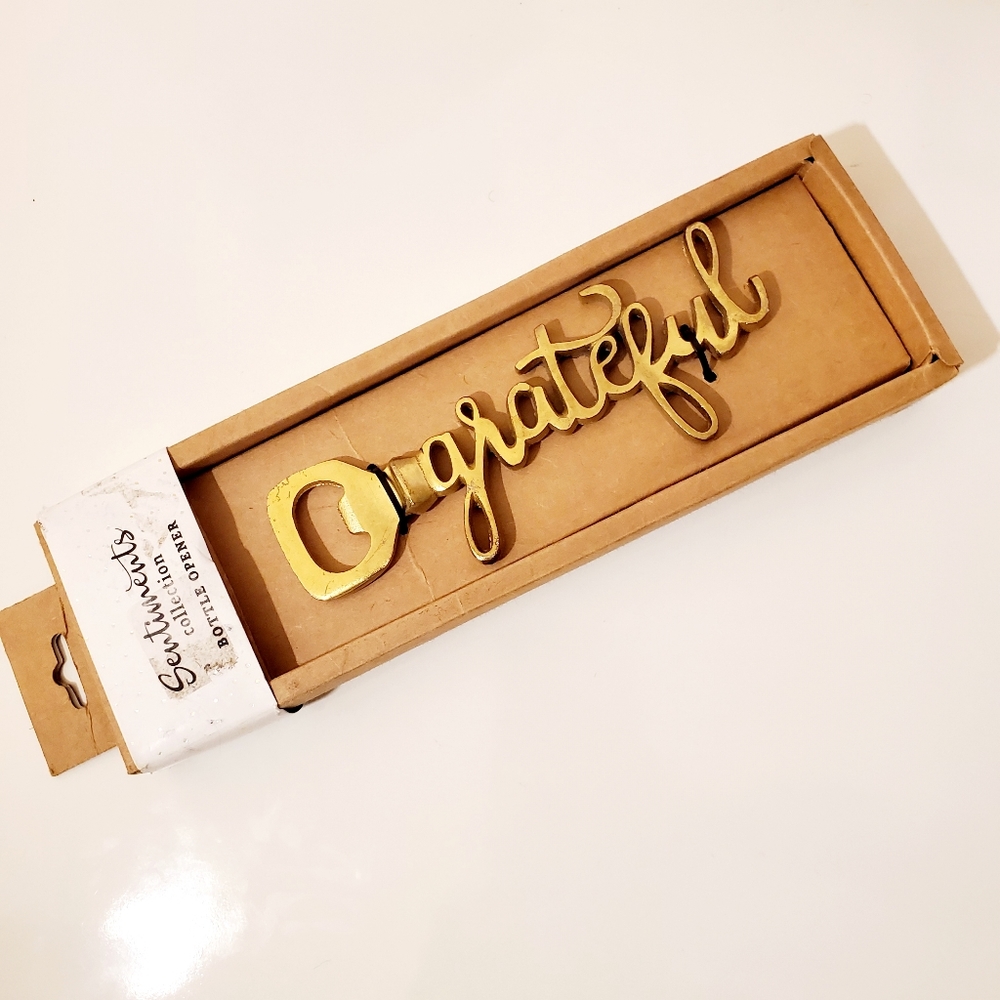 grateful
Sentiments
collection
BOTTLE OPENER